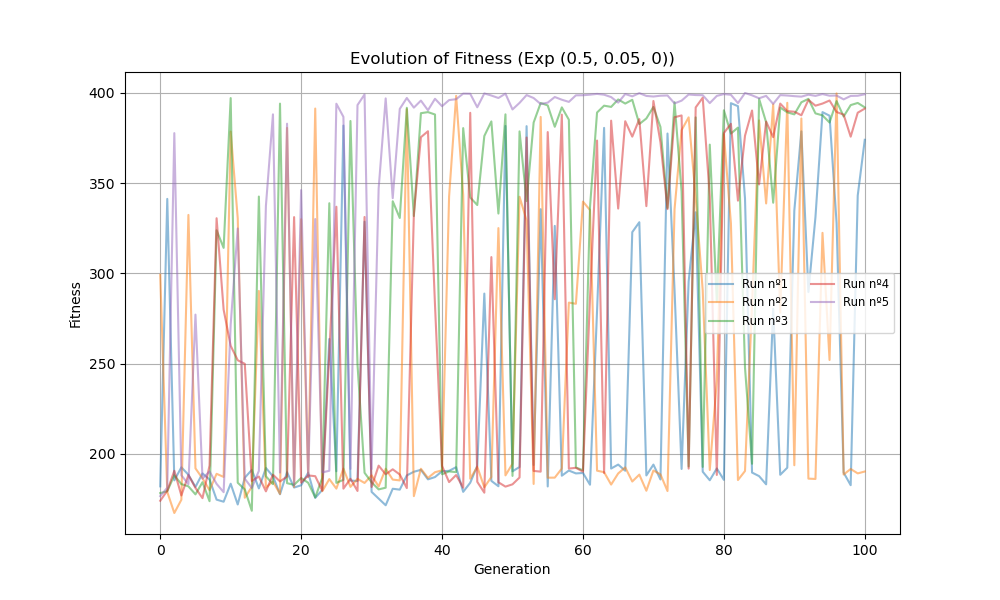 Evolution of Fitness (Exp (0.5, 0.05, 0))
400
350
300
250
200
Fitness
Run nº1
Run nº2
Run nº3
Run nº4
Run nº5
0 20 40 60 80 100
Generation